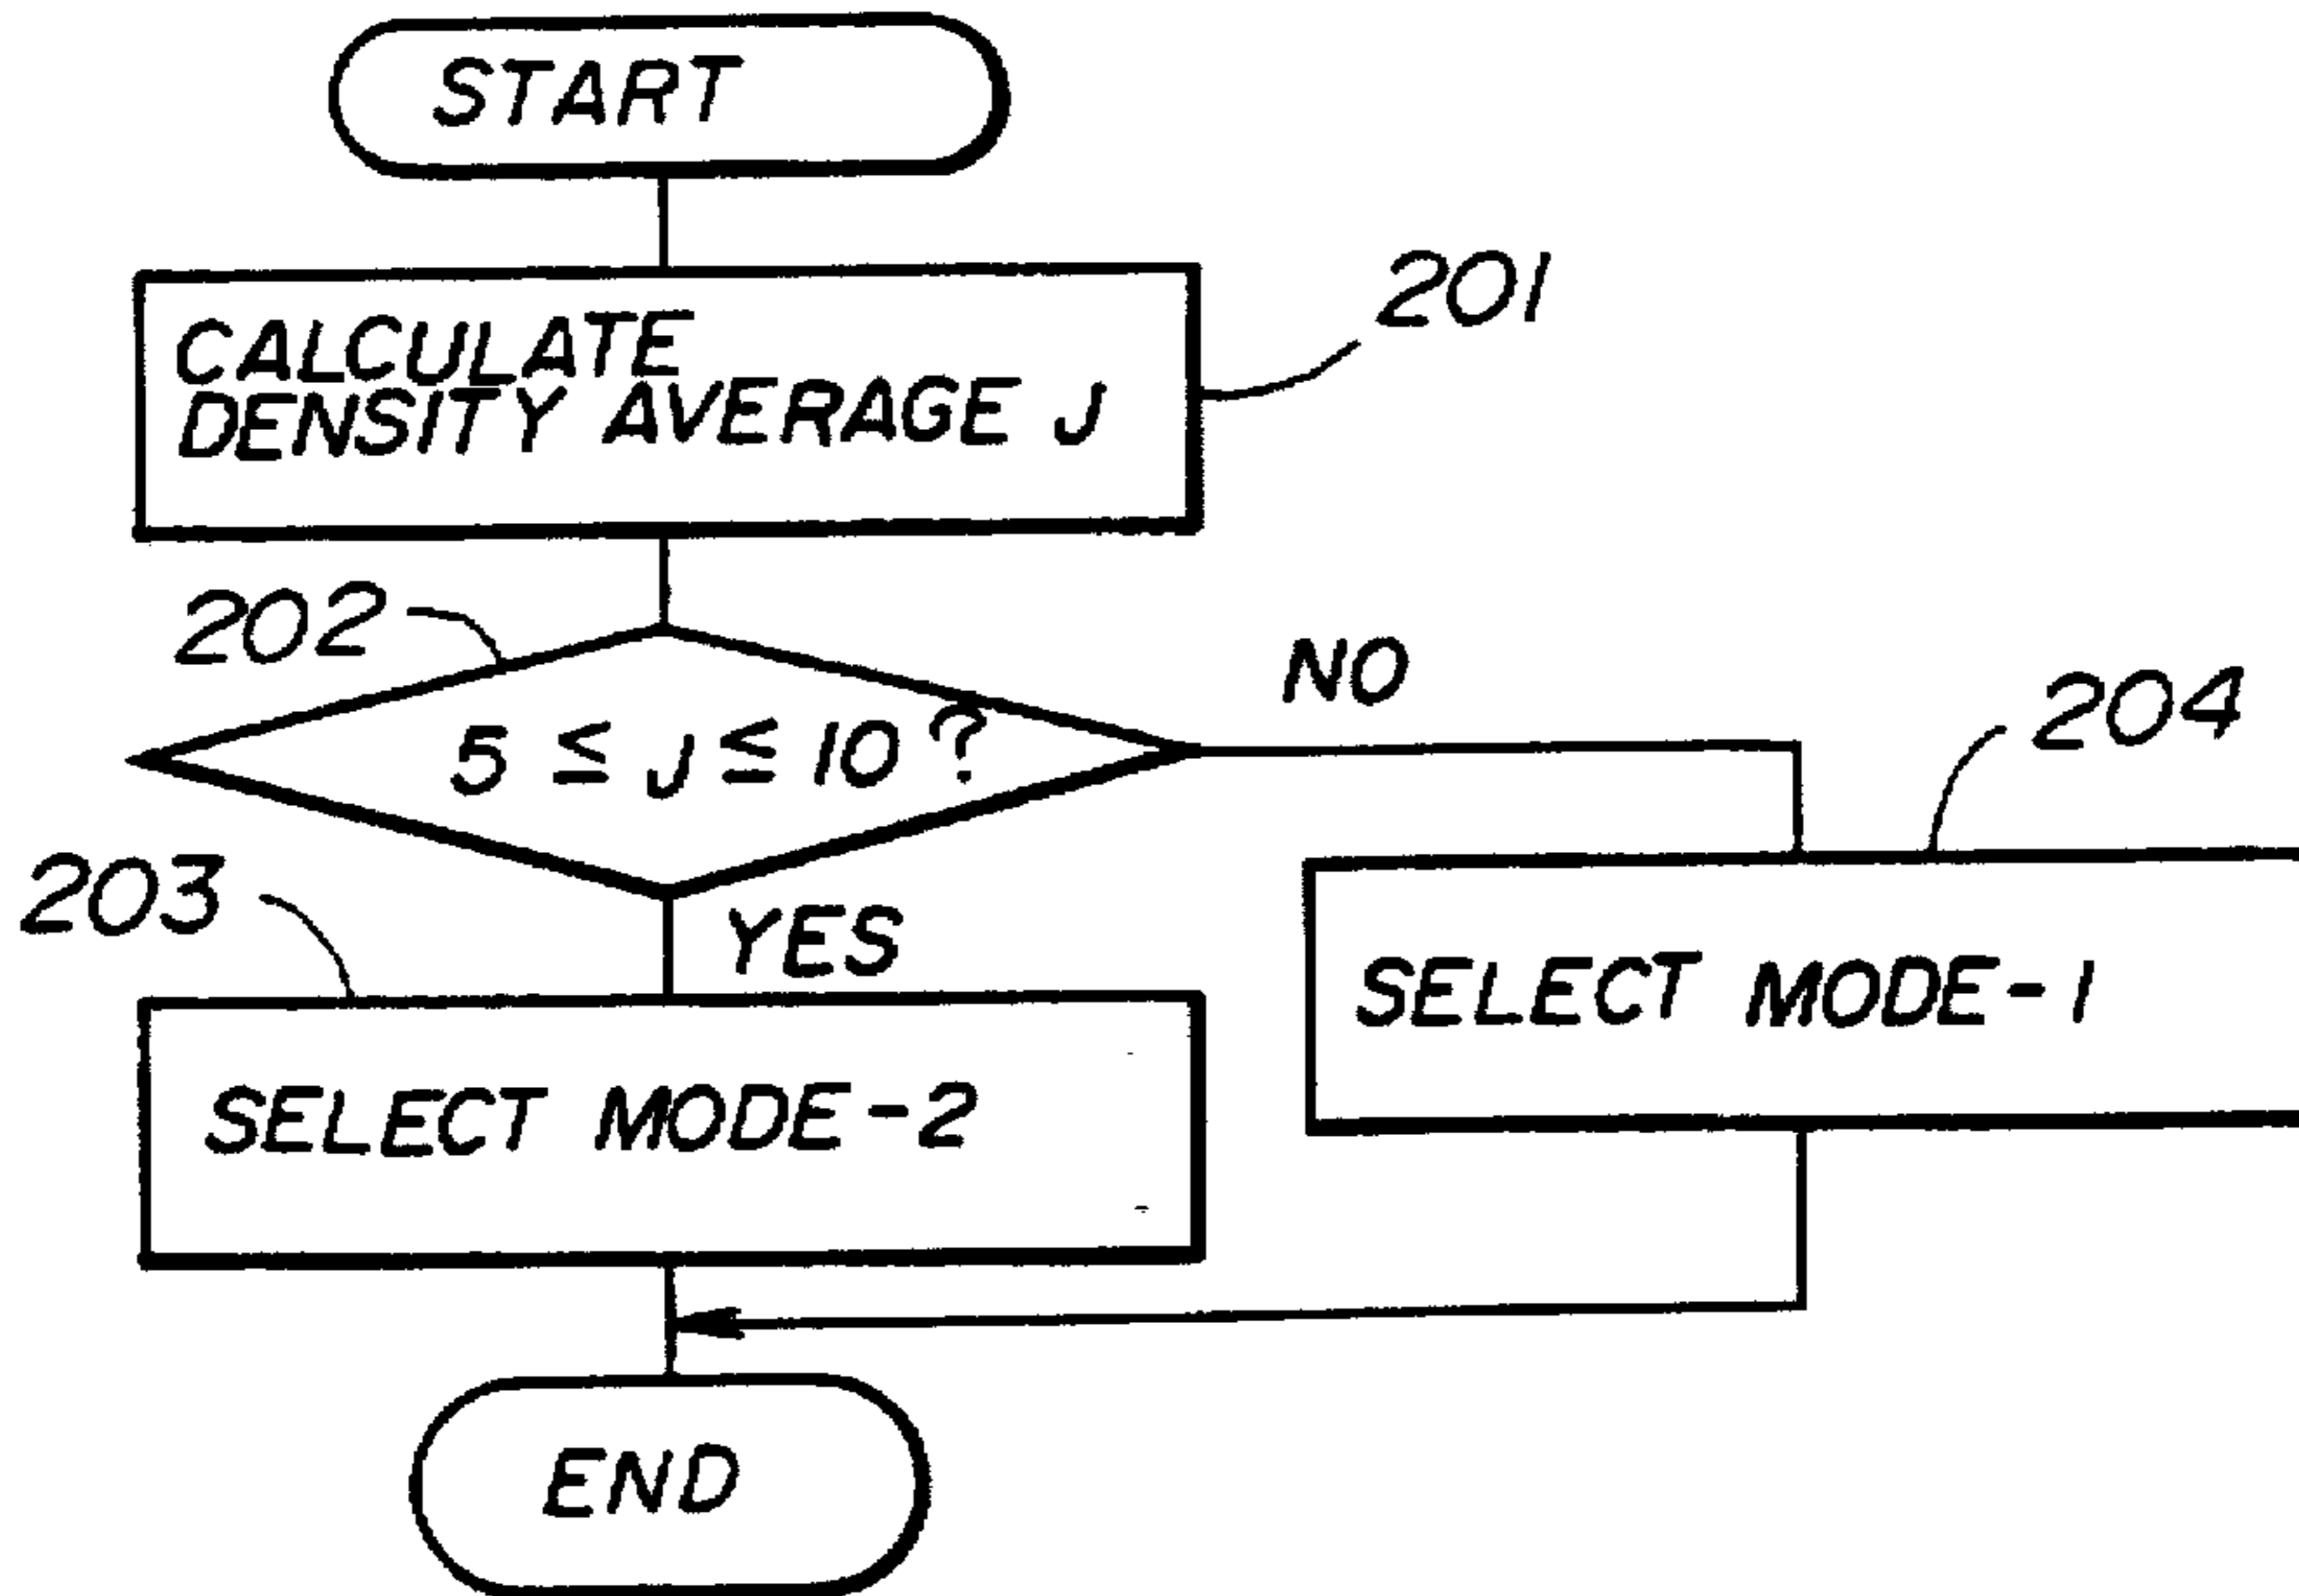 START
CALCULATE
DENSITY AVERAGE J
201
202
5 ≤ J ≤ 10 ?
NO
204
203
YES
SELECT MODE-1
SELECT MODE-2
END